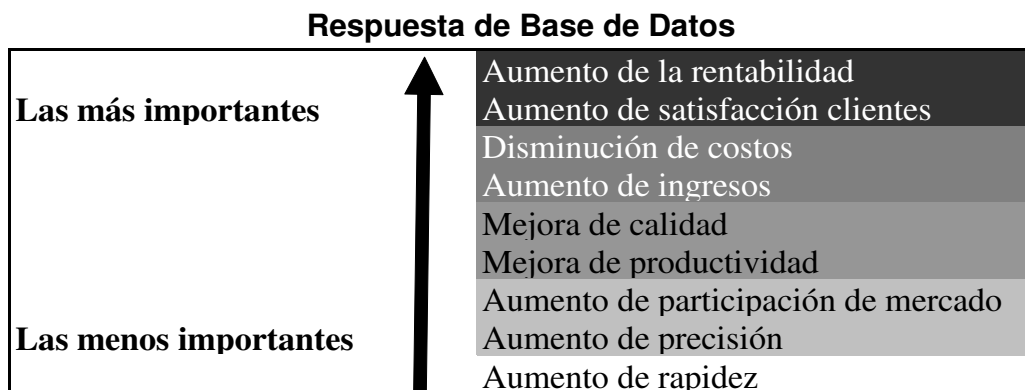 Respuesta de Base de Datos
Aumento de la rentabilidad
Las más importantes Aumento de satisfacción clientes
Disminución de costos
Aumento de ingresos
Mejora de calidad
Mejora de productividad
Aumento de participación de mercado
Las menos importantes Aumento de precisión
Aumento de rapidez